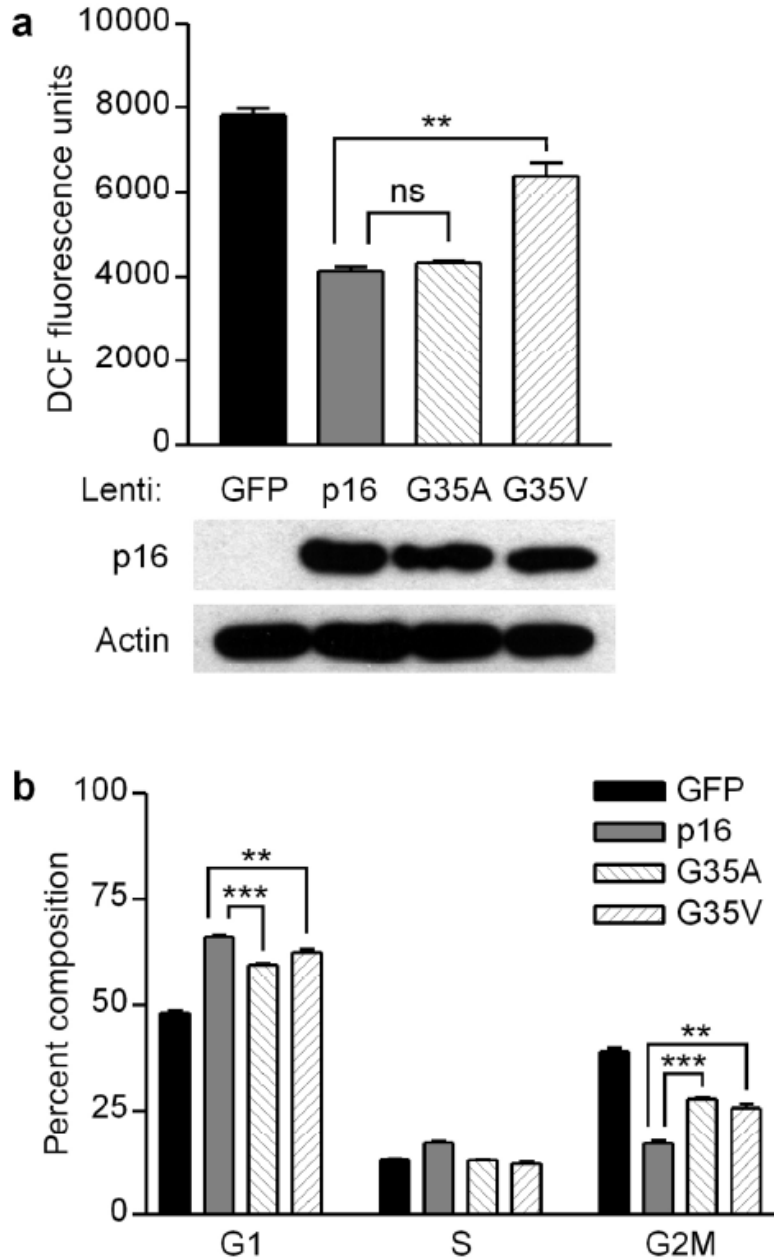 a
DCF fluorescence units
10000
8000
6000
4000
2000
0
**
ns
Lenti: GFP p16 G35A G35V
p16
Actin
b
Percent composition
100
75
50
25
0
GFP
p16
G35A
G35V
**
***
**
***
G1 S G2M